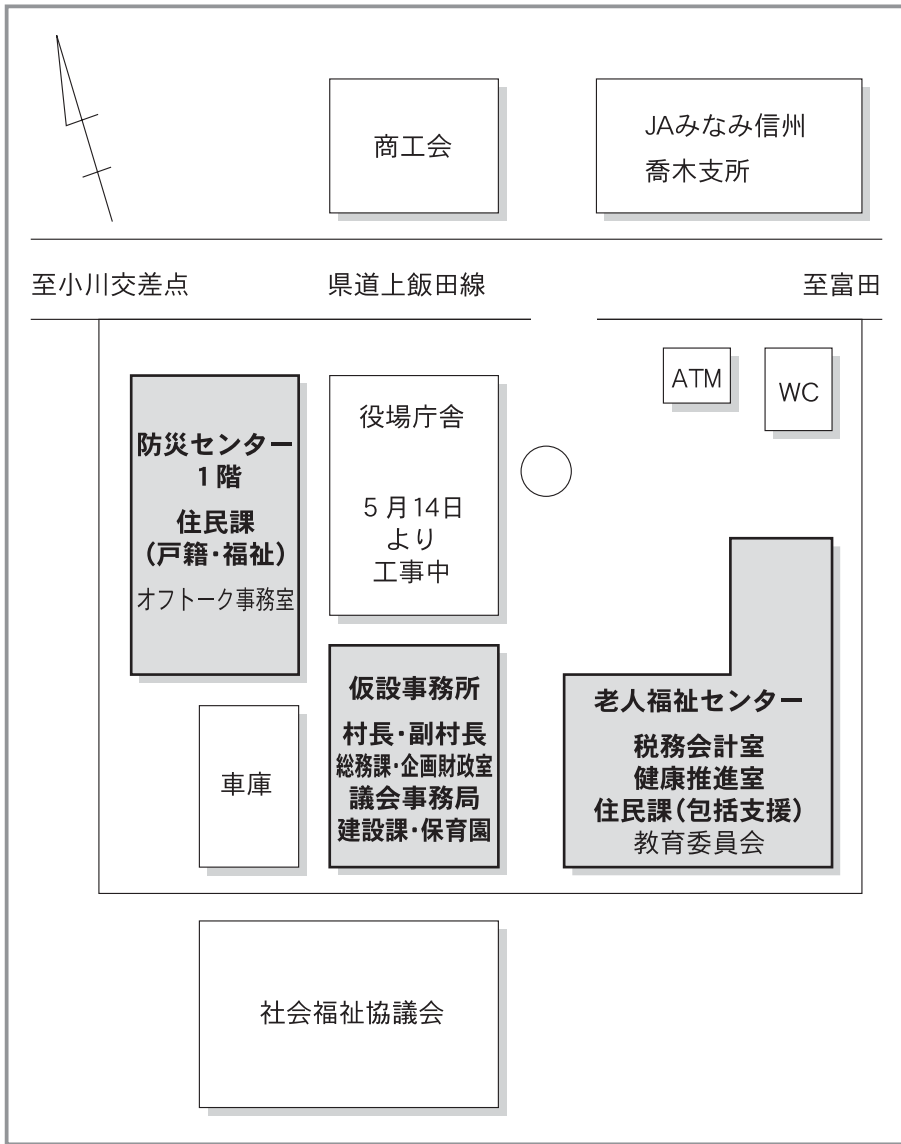 商工会
JAみなみ信州
喬木支所
至小川交差点
県道上飯田線
至富田
防災センター
1階
住民課
(戸籍・福祉)
オフトーク事務室
役場庁舎
5月14日
より
工事中
ATM
WC
車庫
仮設事務所
村長・副村長
総務課・企画財政室
議会事務局
建設課・保育園
老人福祉センター
税務会計室
健康推進室
住民課(包括支援)
教育委員会
社会福祉協議会